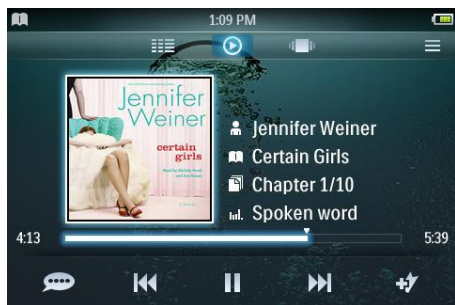 1:09 PM
Jennifer
Weiner
certain
girls
A NOVEL
Jennifer Weiner
Certain Girls
Chapter 1/10
Spoken word
4:13
5:39